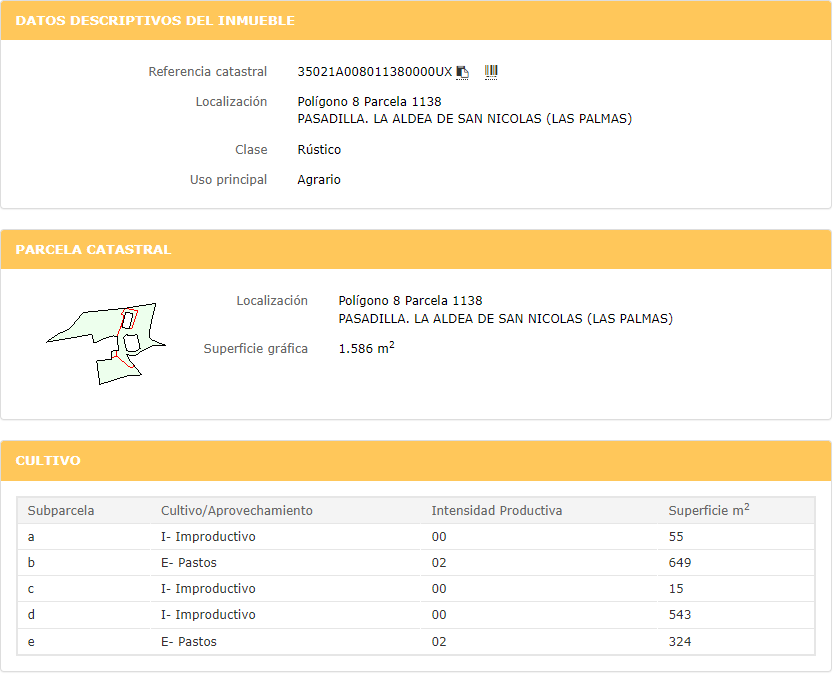 DATOS DESCRIPTIVOS DEL INMUEBLE
Referencia catastral 35021A008011380000UX
Localización Polígono 8 Parcela 1138
PASADILLA. LA ALDEA DE SAN NICOLAS (LAS PALMAS)
Clase Rústico
Uso principal Agrario
PARCELA CATASTRAL
Localización Polígono 8 Parcela 1138
PASADILLA. LA ALDEA DE SAN NICOLAS (LAS PALMAS)
Superficie gráfica 1.586 m²
CULTIVO
Subparcela Cultivo/Aprovechamiento Intensidad Productiva Superficie m²
a I- Improductivo 00 55
b E- Pastos 02 649
c I- Improductivo 00 15
d I- Improductivo 00 543
e E- Pastos 02 324